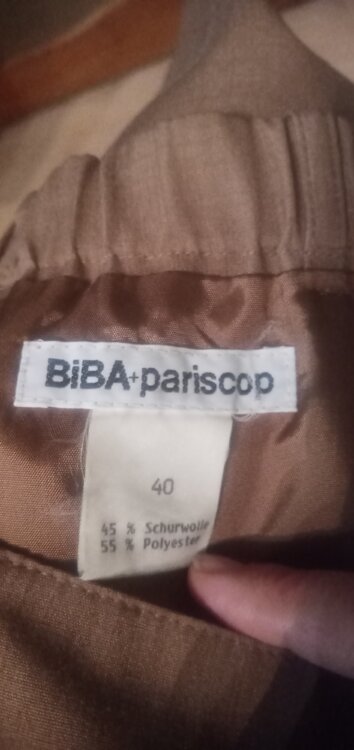 BiBA+pariscop
40
45 % Schurwolle
55 % Polyester